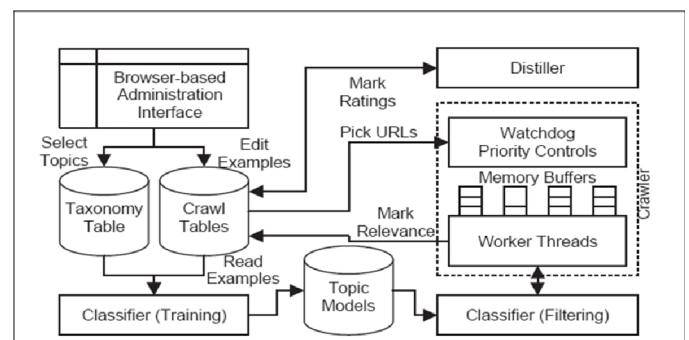 Browser-based
Administration
Interface
Distiller
Mark
Ratings
Select
Topics
Edit
Examples
Pick URLs
Watchdog
Priority Controls
Memory Buffers
Crawler
Taxonomy
Table
Crawl
Tables
Mark
Relevance
Worker Threads
Read
Examples
Topic
Models
Classifier (Training)
Classifier (Filtering)